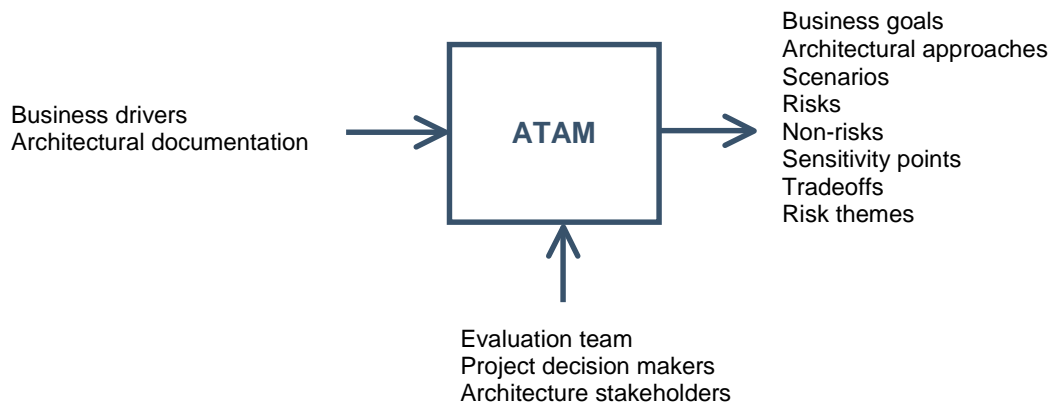 Business drivers
Architectural documentation
ATAM
Business goals
Architectural approaches
Scenarios
Risks
Non-risks
Sensitivity points
Tradeoffs
Risk themes
Evaluation team
Project decision makers
Architecture stakeholders